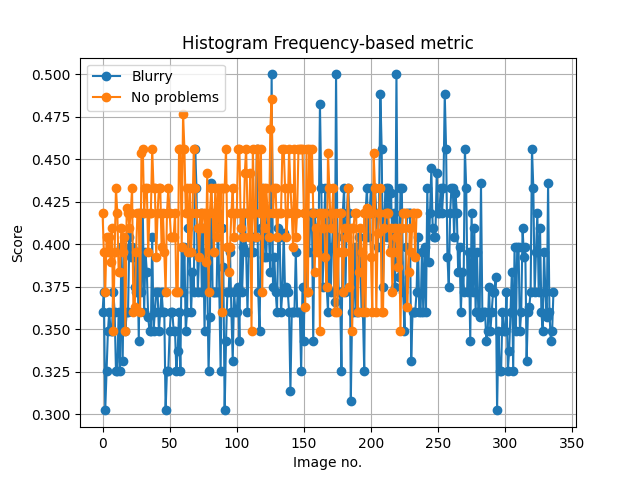 Histogram Frequency-based metric
Blurry
No problems
0.500
0.475
0.450
0.425
0.400
0.375
0.350
0.325
0.300
Score
0 50 100 150 200 250 300 350
Image no.